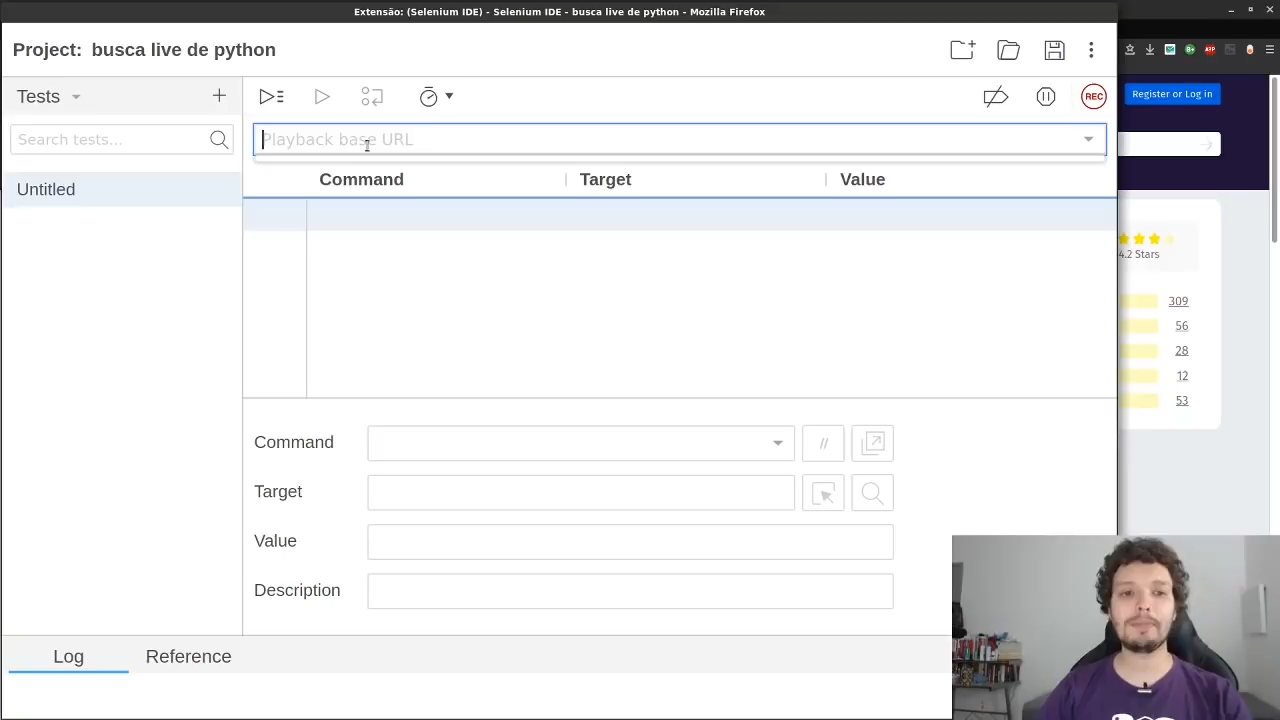 Extensão: (Selenium IDE) - Selenium IDE - busca live de python - Mozilla Firefox
Project: busca live de python
Tests
REC
Register or Log in
Search tests...
Playback base URL
Command Target Value
Untitled
4.2 Stars
309
56
28
12
53
Command
//
Target
Value
Description
Log Reference